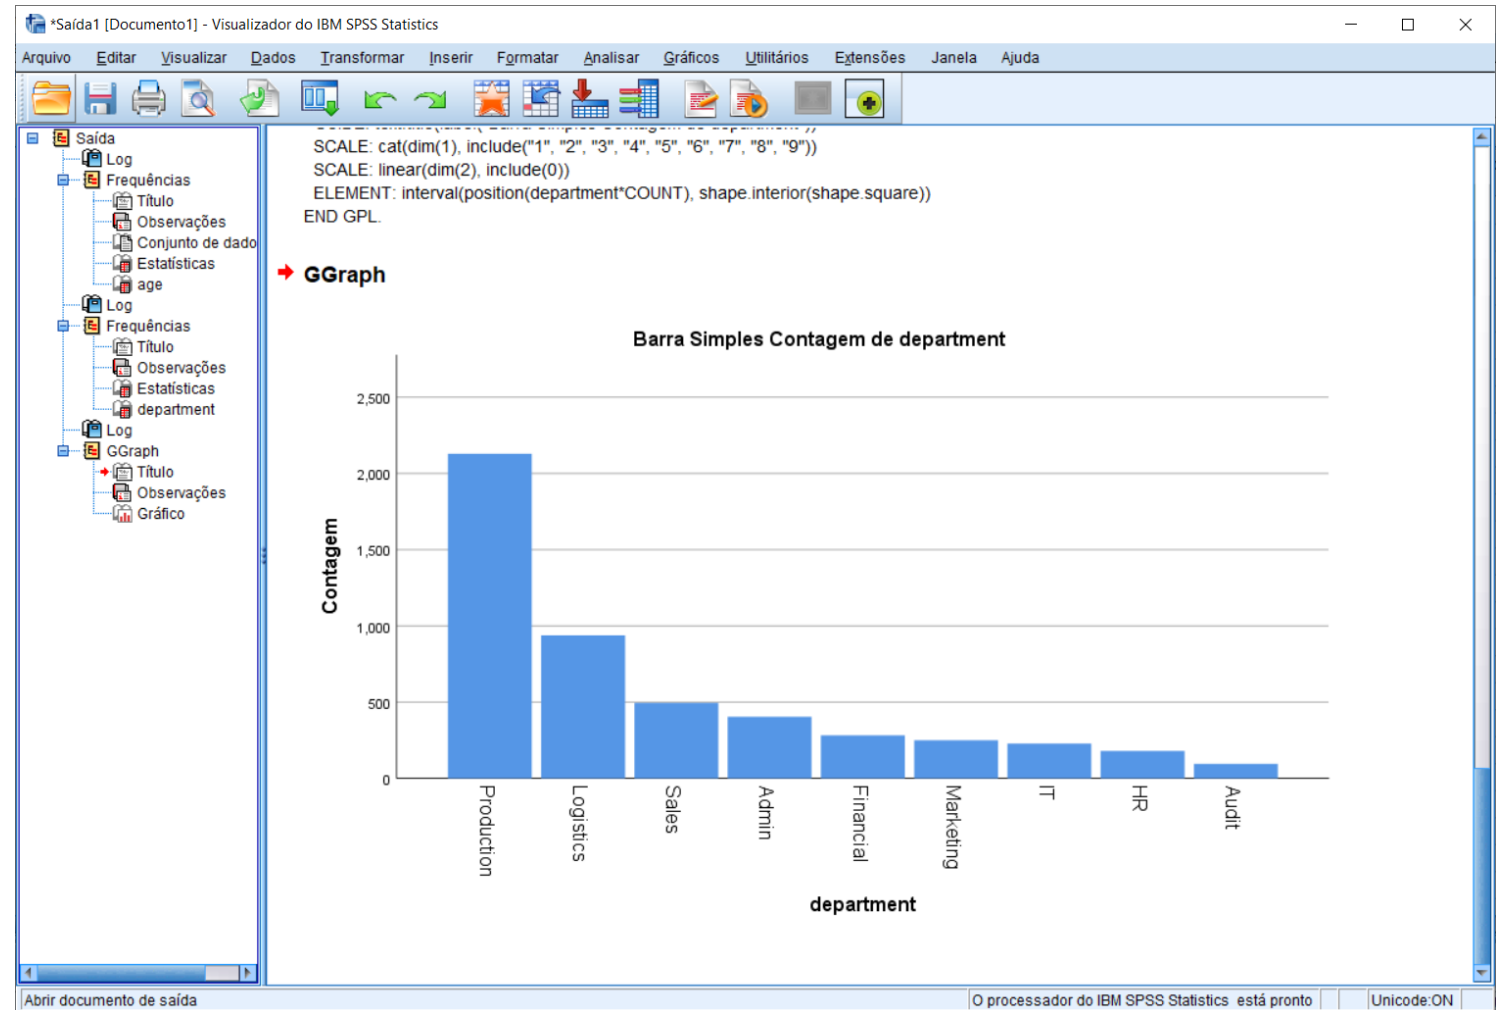 *Saída1 [Documento1] - Visualizador do IBM SPSS Statistics
Arquivo Editar Visualizar Dados Transformar Inserir Formatar Analisar Gráficos Utilitários Extensões Janela Ajuda
Saída
Log
Frequências
Título
Observações
Conjunto de dado
Estatísticas
age
Log
Frequências
Título
Observações
Estatísticas
department
Log
GGraph
Título
Observações
Gráfico
SCALE: cat(dim(1), include("1", "2", "3", "4", "5", "6", "7", "8", "9"))
SCALE: linear(dim(2), include(0))
ELEMENT: interval(position(department*COUNT), shape.interior(shape.square))
END GPL.
GGraph
Barra Simples Contagem de department
Contagem
2,500
2,000
1,500
1,000
500
0
Production
Logistics
Sales
Admin
Financial
Marketing
IT
HR
Audit
department
Abrir documento de saída
O processador do IBM SPSS Statistics está pronto
Unicode:ON